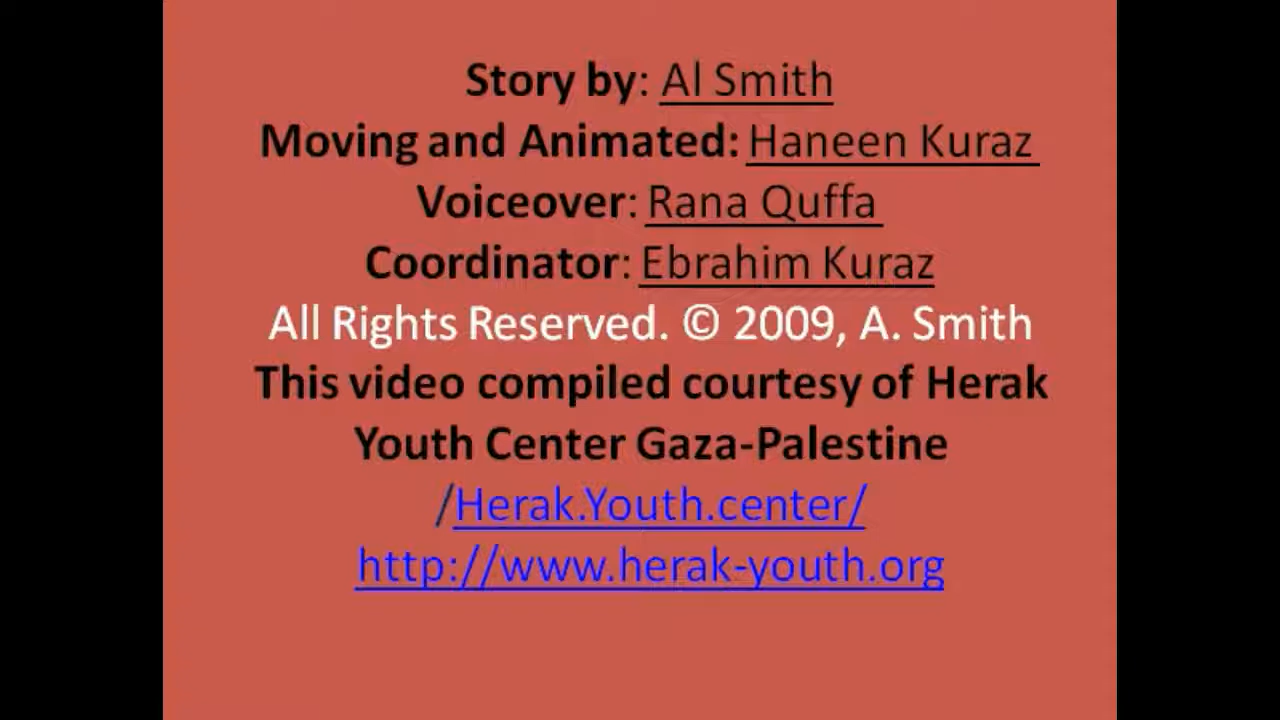 Story by: Al Smith
Moving and Animated: Haneen Kuraz
Voiceover: Rana Quffa
Coordinator: Ebrahim Kuraz
All Rights Reserved. © 2009, A. Smith
This video compiled courtesy of Herak
Youth Center Gaza-Palestine
/Herak.Youth.center/
http://www.herak-youth.org